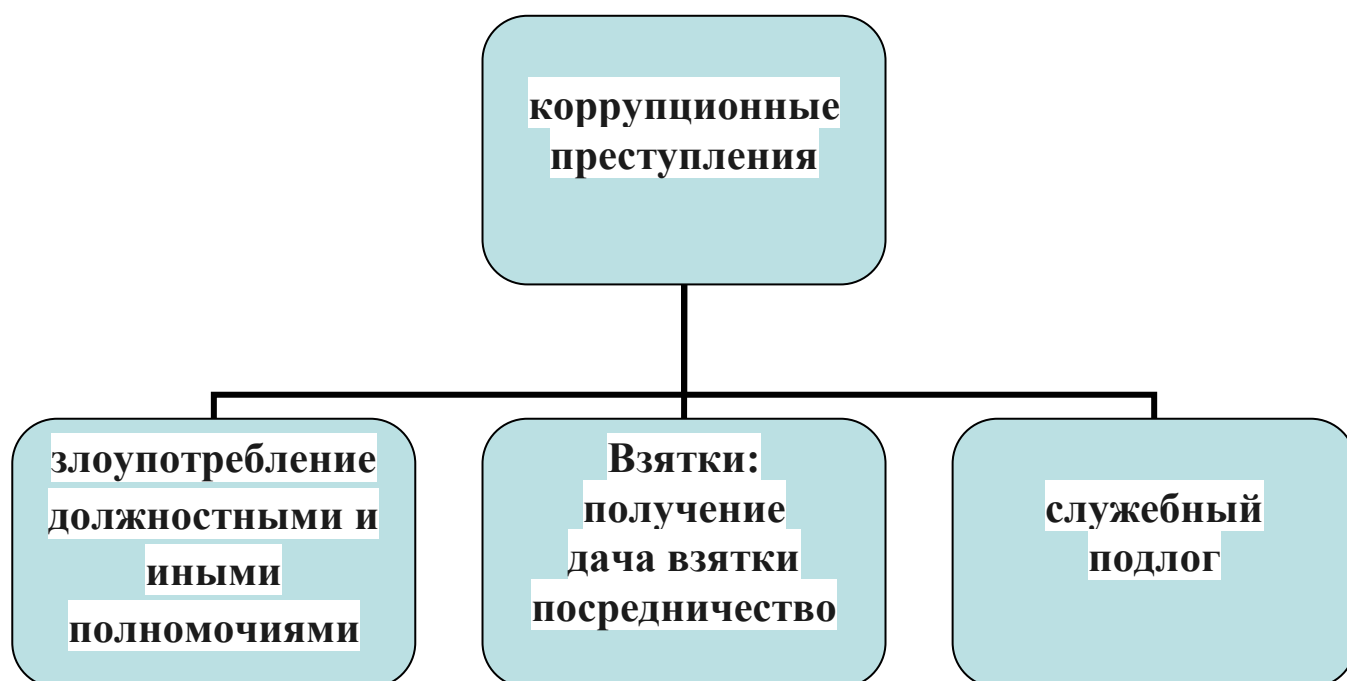 коррупционные
преступления
злоупотребление
должностными и
иными
полномочиями
Взятки:
получение
дача взятки
посредничество
служебный
подлог